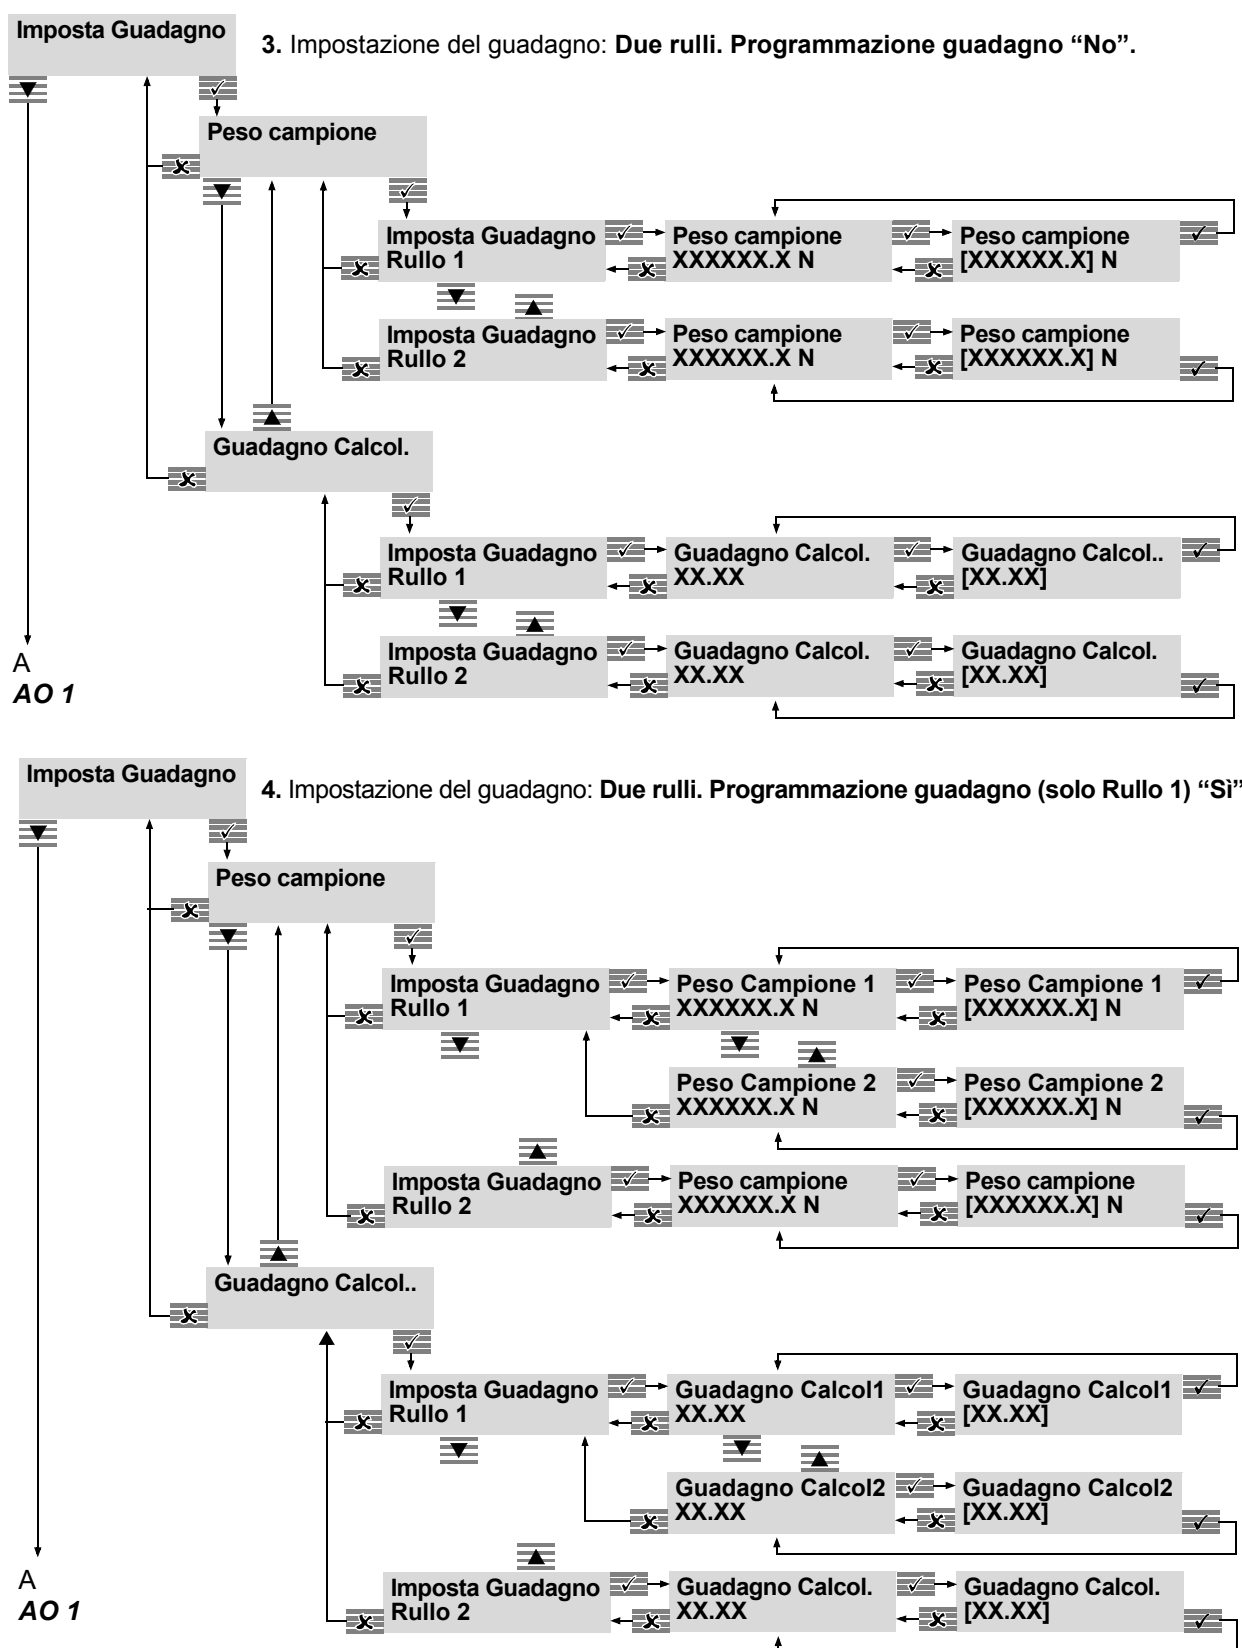 Imposta Guadagno
3. Impostazione del guadagno: Due rulli. Programmazione guadagno “No”.
Peso campione
Imposta Guadagno
Rullo 1
Peso campione
XXXXXX.X N
Peso campione
[XXXXXX.X] N
Imposta Guadagno
Rullo 2
Peso campione
XXXXXX.X N
Peso campione
[XXXXXX.X] N
Guadagno Calcol.
Imposta Guadagno
Rullo 1
Guadagno Calcol.
XX.XX
Guadagno Calcol..
[XX.XX]
Imposta Guadagno
Rullo 2
Guadagno Calcol.
XX.XX
Guadagno Calcol.
[XX.XX]
A
AO 1
Imposta Guadagno
4. Impostazione del guadagno: Due rulli. Programmazione guadagno (solo Rullo 1) “Sì”
Peso campione
Imposta Guadagno
Rullo 1
Peso Campione 1
XXXXXX.X N
Peso Campione 1
[XXXXXX.X] N
Peso Campione 2
XXXXXX.X N
Peso Campione 2
[XXXXXX.X] N
Imposta Guadagno
Rullo 2
Peso campione
XXXXXX.X N
Peso campione
[XXXXXX.X] N
Guadagno Calcol..
Imposta Guadagno
Rullo 1
Guadagno Calcol1
XX.XX
Guadagno Calcol1
[XX.XX]
Guadagno Calcol2
XX.XX
Guadagno Calcol2
[XX.XX]
Imposta Guadagno
Rullo 2
Guadagno Calcol.
XX.XX
Guadagno Calcol.
[XX.XX]
A
AO 1